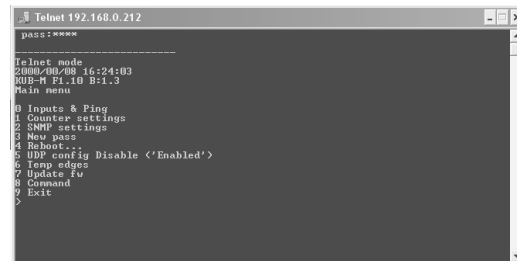 Telnet 192.168.0.212
pass:****
--------------------------
Telnet mode
2000/00/08 16:24:03
KUB-M F1.10 B:1.3
Main menu
0 Inputs & Ping
1 Counter settings
2 SNMP settings
3 New pass
4 Reboot...
5 UDP config Disable <'Enabled'>
6 Temp edges
7 Update fw
8 Command
9 Exit
>